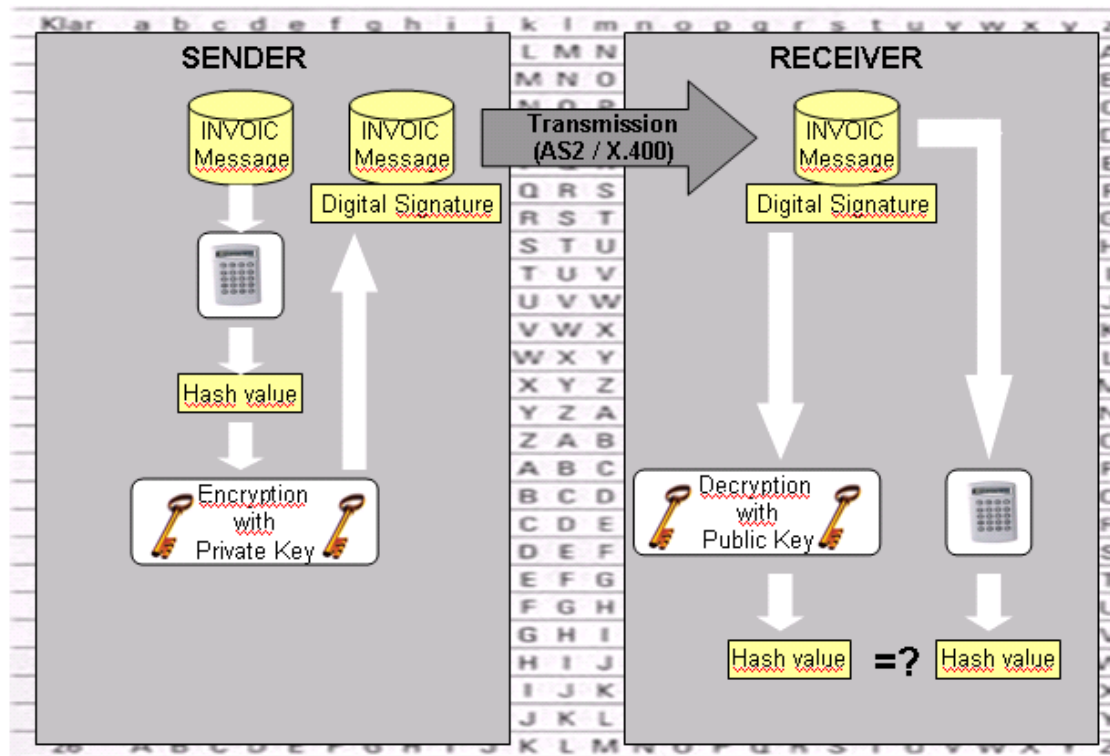 Klar a b c d e f g h i j k l m n o p q r s t u v w x y z
SENDER
INVOIC
Message
INVOIC
Message
Digital Signature
Hash value
Encryption
with
Private Key
Transmission
(AS2 / X.400)
L M N
M N O
N O P
Q R S
R S T
S T U
T U V
U V W
V W X
W X Y
X Y Z
Y Z A
Z A B
A B C
B C D
C D E
D E F
E F G
F G H
G H I
H I J
I J K
J K L
RECEIVER
INVOIC
Message
Digital Signature
Decryption
with
Public Key
Hash value =? Hash value
26 A B C D E F G H I J K L M N O P Q R S T U V W X Y